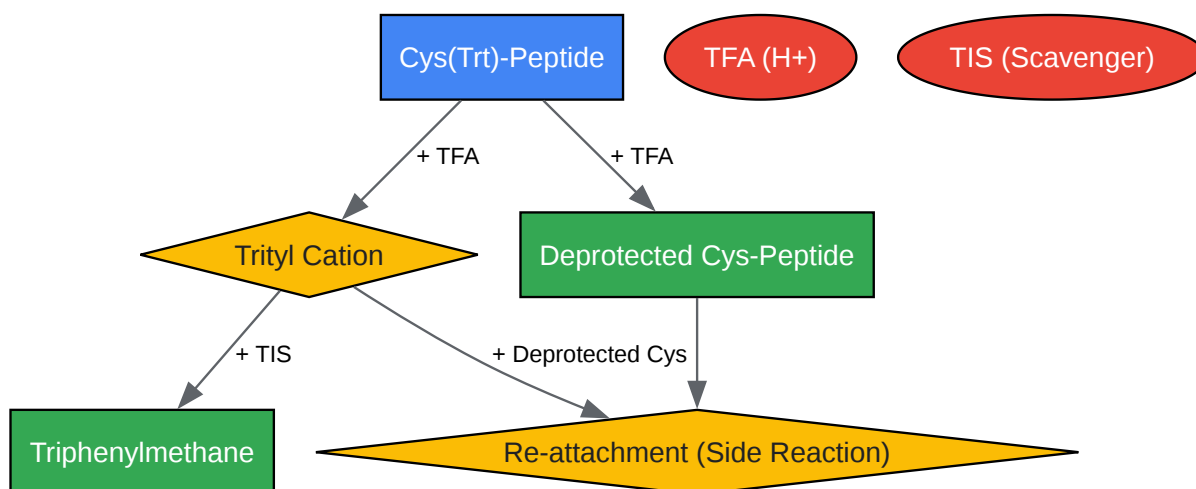 Cys(Trt)-Peptide
TFA (H+)
TIS (Scavenger)
+ TFA
+ TFA
Trityl Cation
Deprotected Cys-Peptide
+ TIS
+ Deprotected Cys
Triphenylmethane
Re-attachment (Side Reaction)